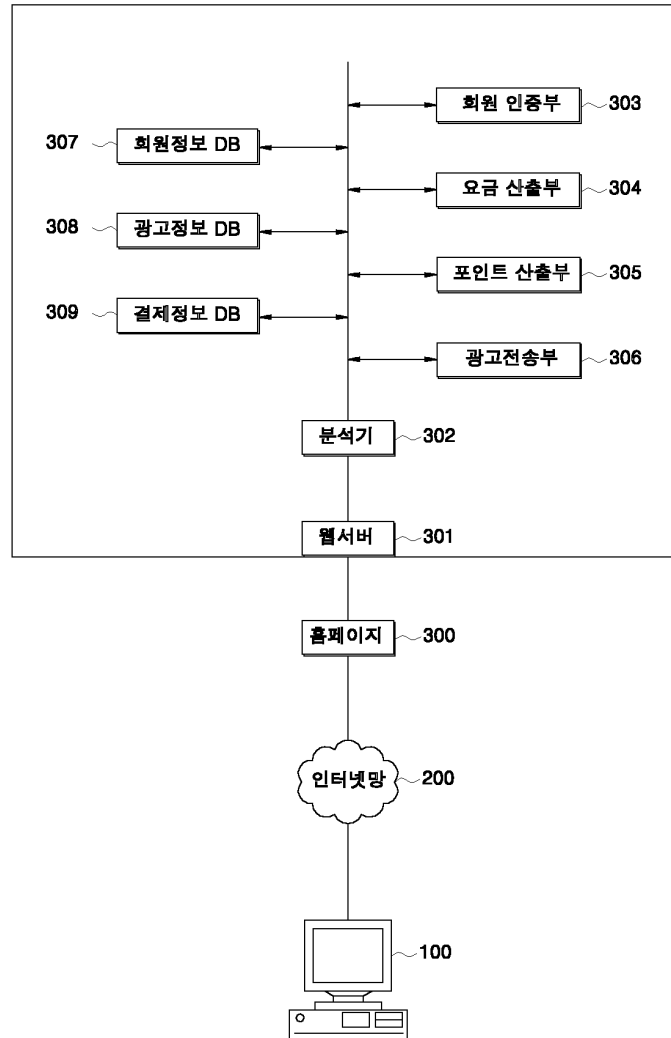 회원 인증부 303
307 회원정보 DB
요금 산출부 304
308 광고정보 DB
포인트 산출부 305
309 결제정보 DB
광고전송부 306
분석기 302
웹서버 301
홈페이지 300
인터넷망 200
100